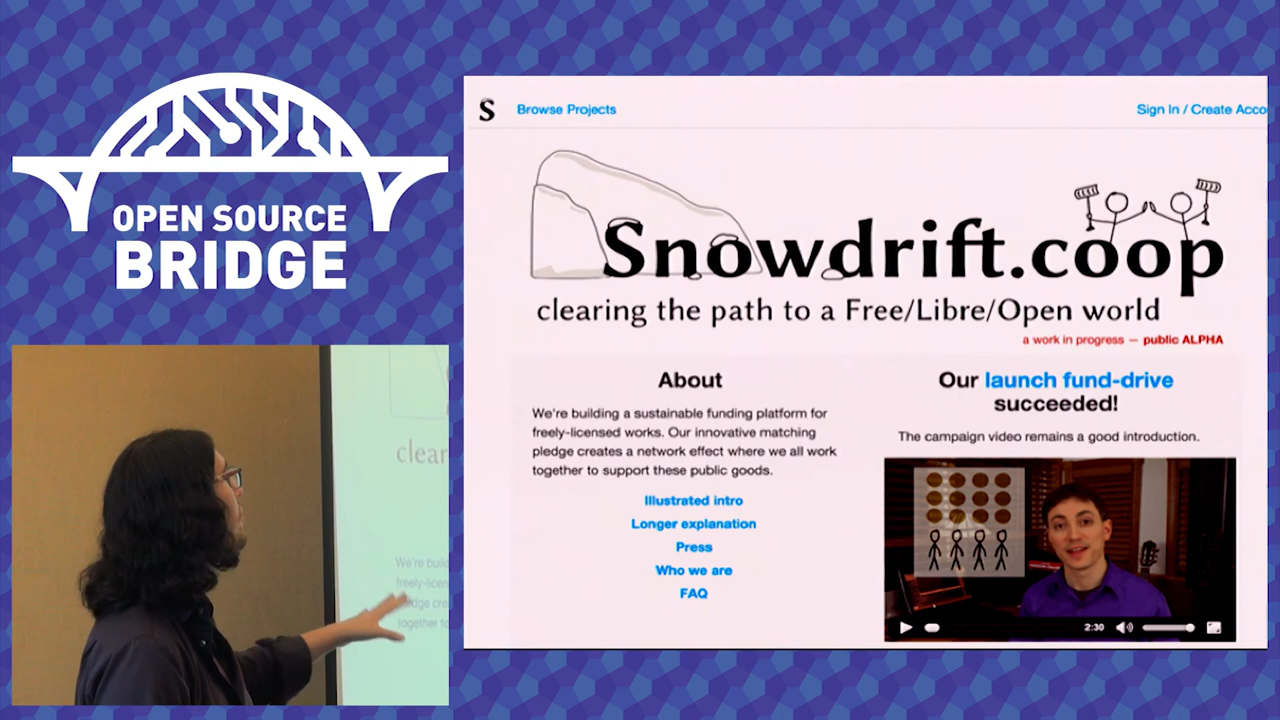 OPEN SOURCE
BRIDGE
S
Browse Projects
Sign In / Create Acco
Snowdrift.coop
clearing the path to a Free/Libre/Open world
a work in progress — public ALPHA
About
We're building a sustainable funding platform for
freely-licensed works. Our innovative matching
pledge creates a network effect where we all work
together to support these public goods.
Illustrated intro
Longer explanation
Press
Who we are
FAQ
Our launch fund-drive
succeeded!
The campaign video remains a good introduction.
2:30
clear
We're build
freely-licen
dge cre
together to